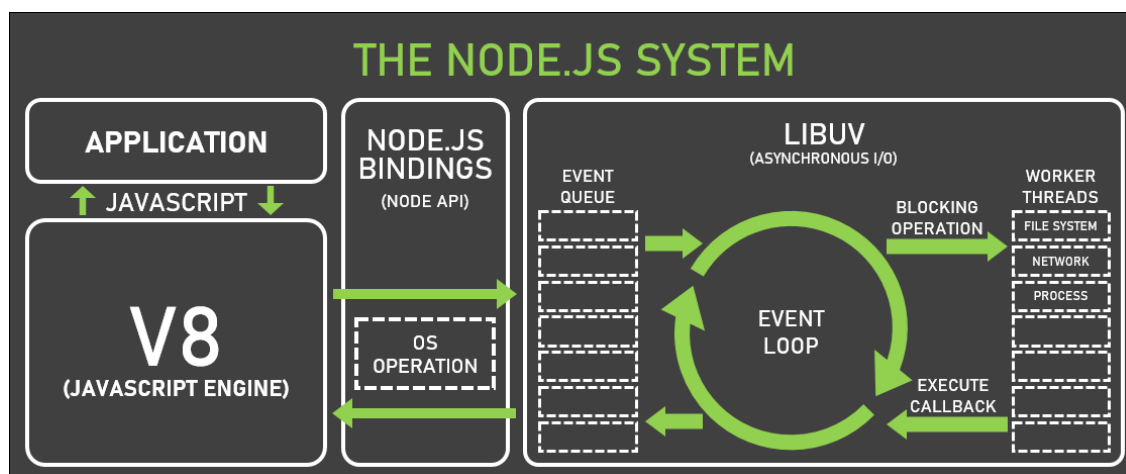 THE NODE.JS SYSTEM
APPLICATION
JAVASCRIPT
V8
(JAVASCRIPT ENGINE)
NODE.JS
BINDINGS
(NODE API)
OS
OPERATION
LIBUV
(ASYNCHRONOUS I/O)
EVENT
QUEUE
EVENT
LOOP
BLOCKING
OPERATION
EXECUTE
CALLBACK
WORKER
THREADS
FILE SYSTEM
NETWORK
PROCESS